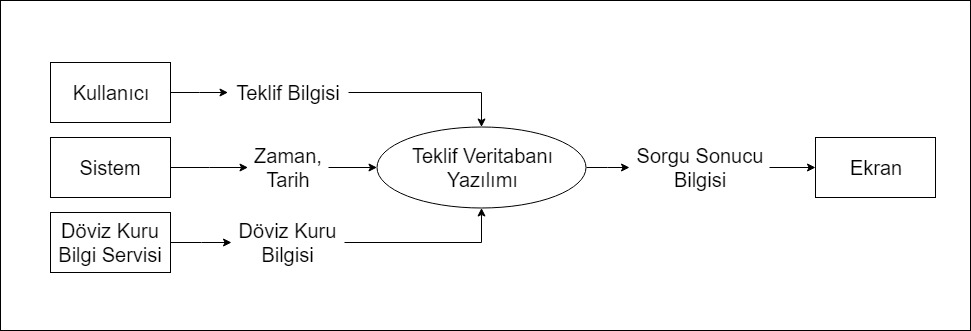 Kullanıcı
Teklif Bilgisi
Sistem
Zaman,
Tarih
Teklif Veritabanı
Yazılımı
Sorgu Sonucu
Bilgisi
Ekran
Döviz Kuru
Bilgi Servisi
Döviz Kuru
Bilgisi